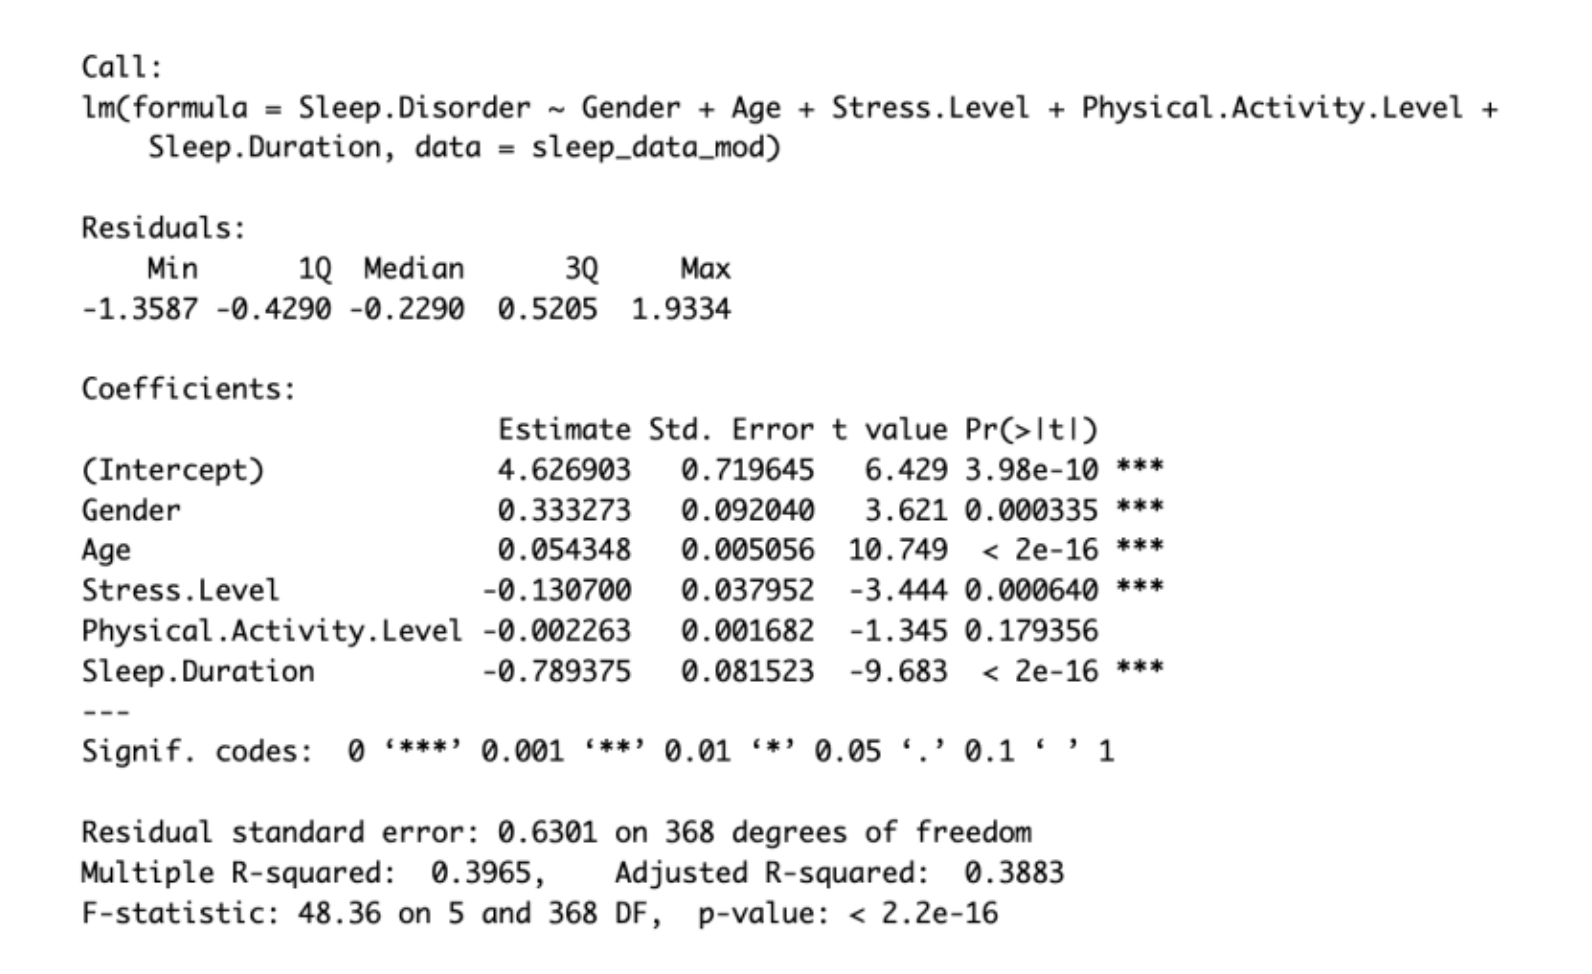 Call:
lm(formula = Sleep.Disorder ~ Gender + Age + Stress.Level + Physical.Activity.Level +
    Sleep.Duration, data = sleep_data_mod)
Residuals:
    Min      1Q  Median      3Q     Max
-1.3587 -0.4290 -0.2290  0.5205  1.9334
Coefficients:
                         Estimate Std. Error t value Pr(>|t|)
(Intercept)              4.626903   0.719645   6.429 3.98e-10 ***
Gender                   0.333273   0.092040   3.621 0.000335 ***
Age                      0.054348   0.005056  10.749  < 2e-16 ***
Stress.Level            -0.130700   0.037952  -3.444 0.000640 ***
Physical.Activity.Level -0.002263   0.001682  -1.345 0.179356
Sleep.Duration          -0.789375   0.081523  -9.683  < 2e-16 ***
---
Signif. codes:  0 ‘***’ 0.001 ‘**’ 0.01 ‘*’ 0.05 ‘.’ 0.1 ‘ ’ 1
Residual standard error: 0.6301 on 368 degrees of freedom
Multiple R-squared:  0.3965,    Adjusted R-squared:  0.3883
F-statistic: 48.36 on 5 and 368 DF,  p-value: < 2.2e-16